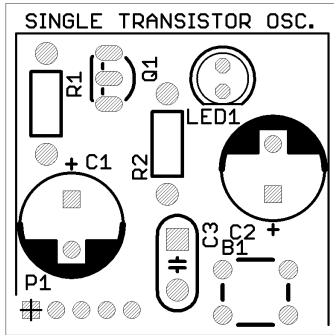 SINGLE TRANSISTOR OSC.
R1
Q1
LED1
R2
+ C1
C3
C2
+
B1
P1